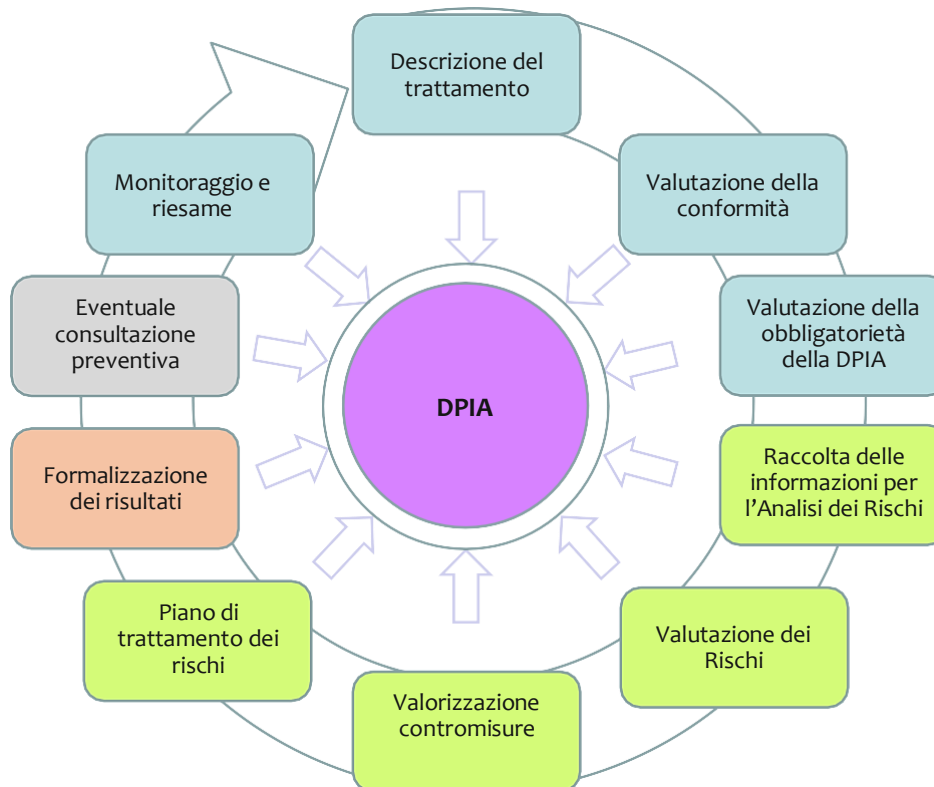 Descrizione del
trattamento
Valutazione della
conformità
Valutazione della
obbligatorietà
della DPIA
Raccolta delle
informazioni per
l'Analisi dei Rischi
Valutazione dei
Rischi
Valorizzazione
contromisure
Piano di
trattamento dei
rischi
Formalizzazione
dei risultati
Eventuale
consultazione
preventiva
Monitoraggio e
riesame
DPIA